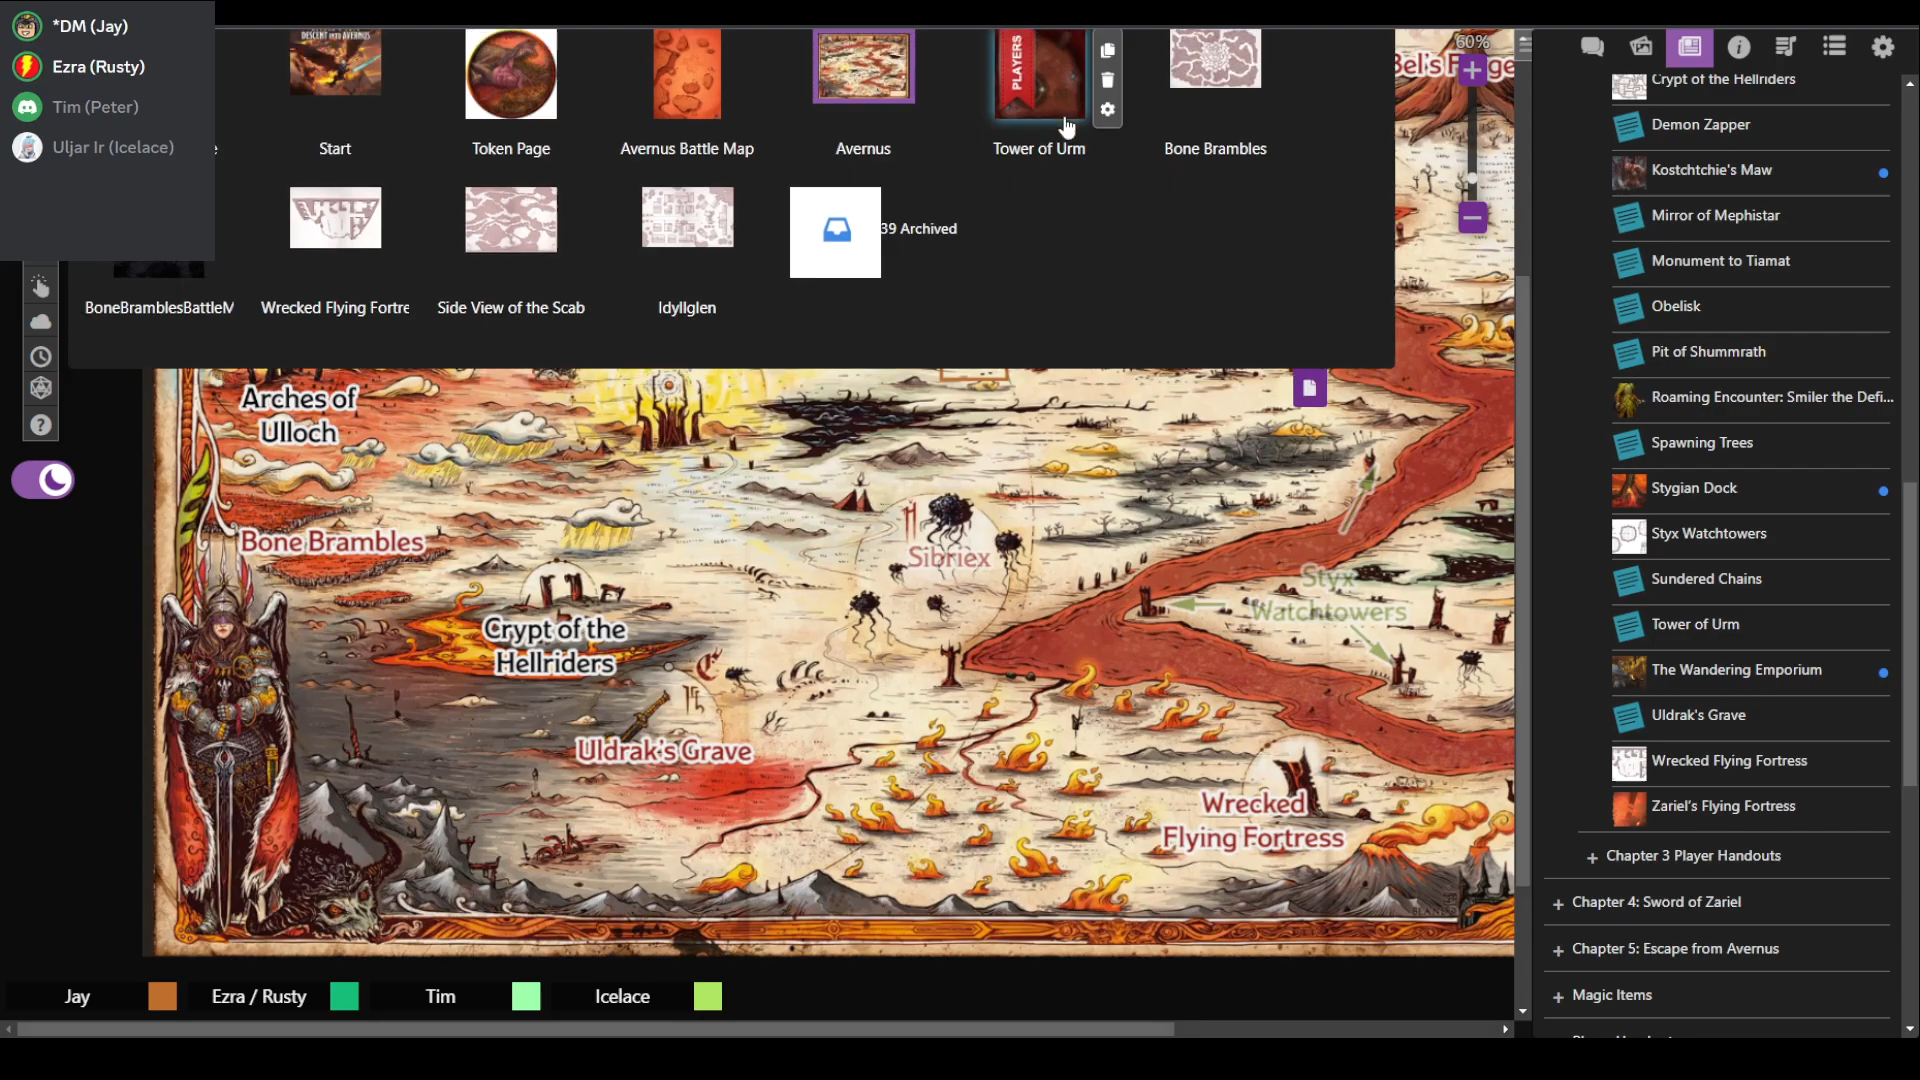 *DM (Jay)
Ezra (Rusty)
Tim (Peter)
Uljar Ir (Icelace)
DESCENT INTO AVERNUS
PLAYERS
e
Start
Token Page
Avernus Battle Map
Avernus
Tower of Urm
Bone Brambles
39 Archived
BoneBramblesBattleM
Wrecked Flying Fortre
Side View of the Scab
Idyllglen
60%
Bel's Forge
Arches of
Ulloch
Bone Brambles
Sibriex
Styx
Watchtowers
Crypt of the
Hellriders
Uldrak's Grave
Wrecked
Flying Fortress
Crypt of the Hellriders
Demon Zapper
Kostchtchie's Maw
Mirror of Mephistar
Monument to Tiamat
Obelisk
Pit of Shummrath
Roaming Encounter: Smiler the Defi...
Spawning Trees
Stygian Dock
Styx Watchtowers
Sundered Chains
Tower of Urm
The Wandering Emporium
Uldrak's Grave
Wrecked Flying Fortress
Zariel's Flying Fortress
+ Chapter 3 Player Handouts
+ Chapter 4: Sword of Zariel
+ Chapter 5: Escape from Avernus
+ Magic Items
Jay
Ezra / Rusty
Tim
Icelace